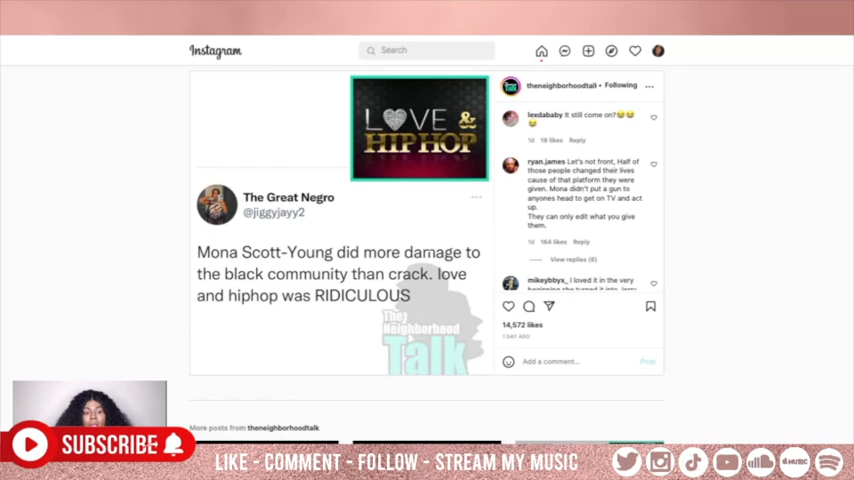 Instagram
Search
LOVE &
HIPHOP
theneighborhoodtalk • Following
lexdababy It still come on?😂😂
😂
1d 19 likes Reply
ryan.james Let's not front, Half of
those people changed their lives
cause of that platform they were
given. Mona didn't put a gun to
anyones head to get on TV and act
up.
They can only edit what you give
them.
1d 164 likes Reply
View replies (6)
mikeybbyx_ I loved it in the very
14,572 likes
1 DAY AGO
Add a comment...
Post
The Great Negro
@jiggyjayy2
Mona Scott-Young did more damage to
the black community than crack. love
and hiphop was RIDICULOUS
The
Neighborhood
Talk
More posts from theneighborhoodtalk
SUBSCRIBE
LIKE - COMMENT - FOLLOW - STREAM MY MUSIC
MUSIC